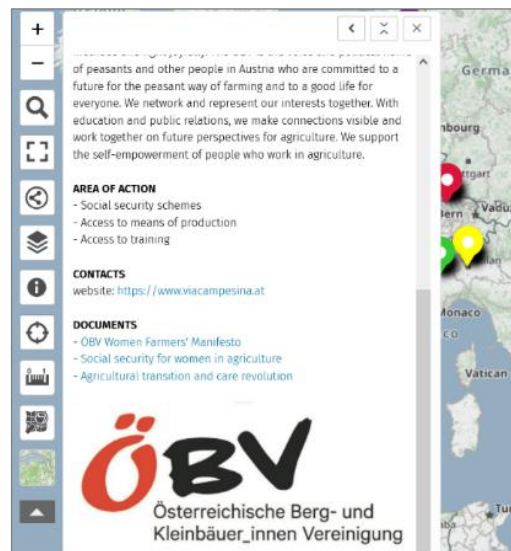 of peasants and other people in Austria who are committed to a
future for the peasant way of farming and to a good life for
everyone. We network and represent our interests together. With
education and public relations, we make connections visible and
work together on future perspectives for agriculture. We support
the self-empowerment of people who work in agriculture.
AREA OF ACTION
- Social security schemes
- Access to means of production
- Access to training
CONTACTS
website: https://www.viacampesina.at
DOCUMENTS
- ÖBV Women Farmers' Manifesto
- Social security for women in agriculture
- Agricultural transition and care revolution
ÖBV
Österreichische Berg- und
Kleinbäuer_innen Vereinigung
Germa
nbourg
ttgart
Bern
Vaduz
lan
Monaco
CO
Vatican
Tu